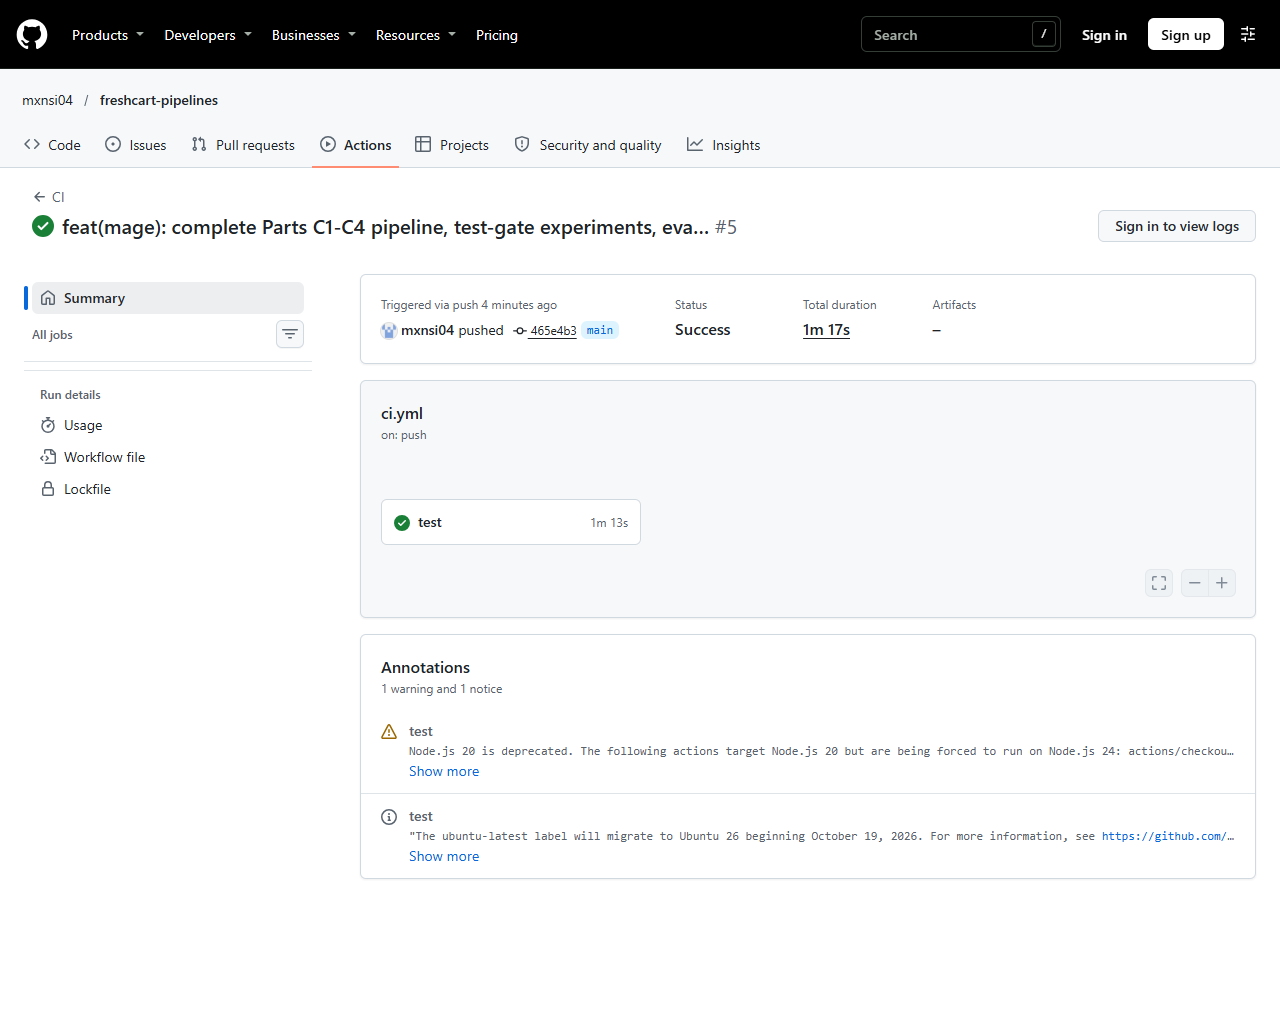 Products Developers Businesses Resources Pricing Search / Sign in Sign up
mxnsi04 / freshcart-pipelines
Code Issues Pull requests Actions Projects Security and quality Insights
CI
feat(mage): complete Parts C1-C4 pipeline, test-gate experiments, eva... #5
Sign in to view logs
Summary
All jobs
Run details
Usage
Workflow file
Lockfile
Triggered via push 4 minutes ago
mxnsi04 pushed 465e4b3 main
Status
Success
Total duration
1m 17s
Artifacts
–
ci.yml
on: push
test 1m 13s
Annotations
1 warning and 1 notice
test
Node.js 20 is deprecated. The following actions target Node.js 20 but are being forced to run on Node.js 24: actions/checkou…
Show more
test
"The ubuntu-latest label will migrate to Ubuntu 26 beginning October 19, 2026. For more information, see https://github.com/…
Show more